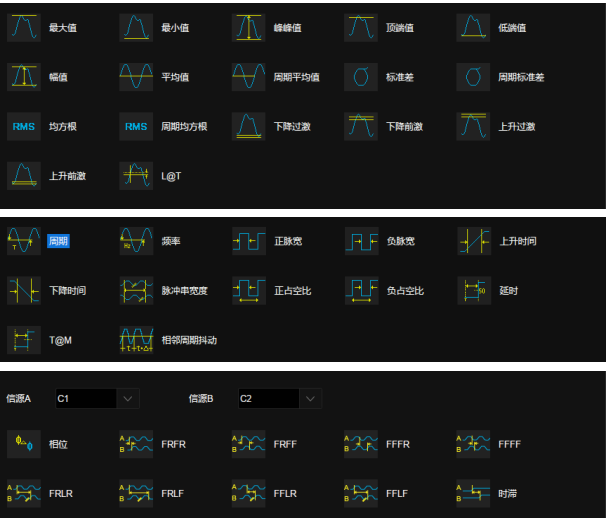 最大值 最小值 峰峰值 顶端值 低端值
幅值 平均值 周期平均值 标准差 周期标准差
RMS 均方根 RMS 周期均方根 下降过激 下降前激 上升过激
上升前激 L@T
T 周期 Hz 频率 正脉宽 负脉宽 上升时间
下降时间 脉冲串宽度 正占空比 负占空比 延时
T@M 相邻周期抖动
信源A C1 信源B C2
相位 A B FRFR A B FRFF A B FFFR A B FFFF
A B FRLR A B FRLF A B FFLR A B FFLF A B 时滞